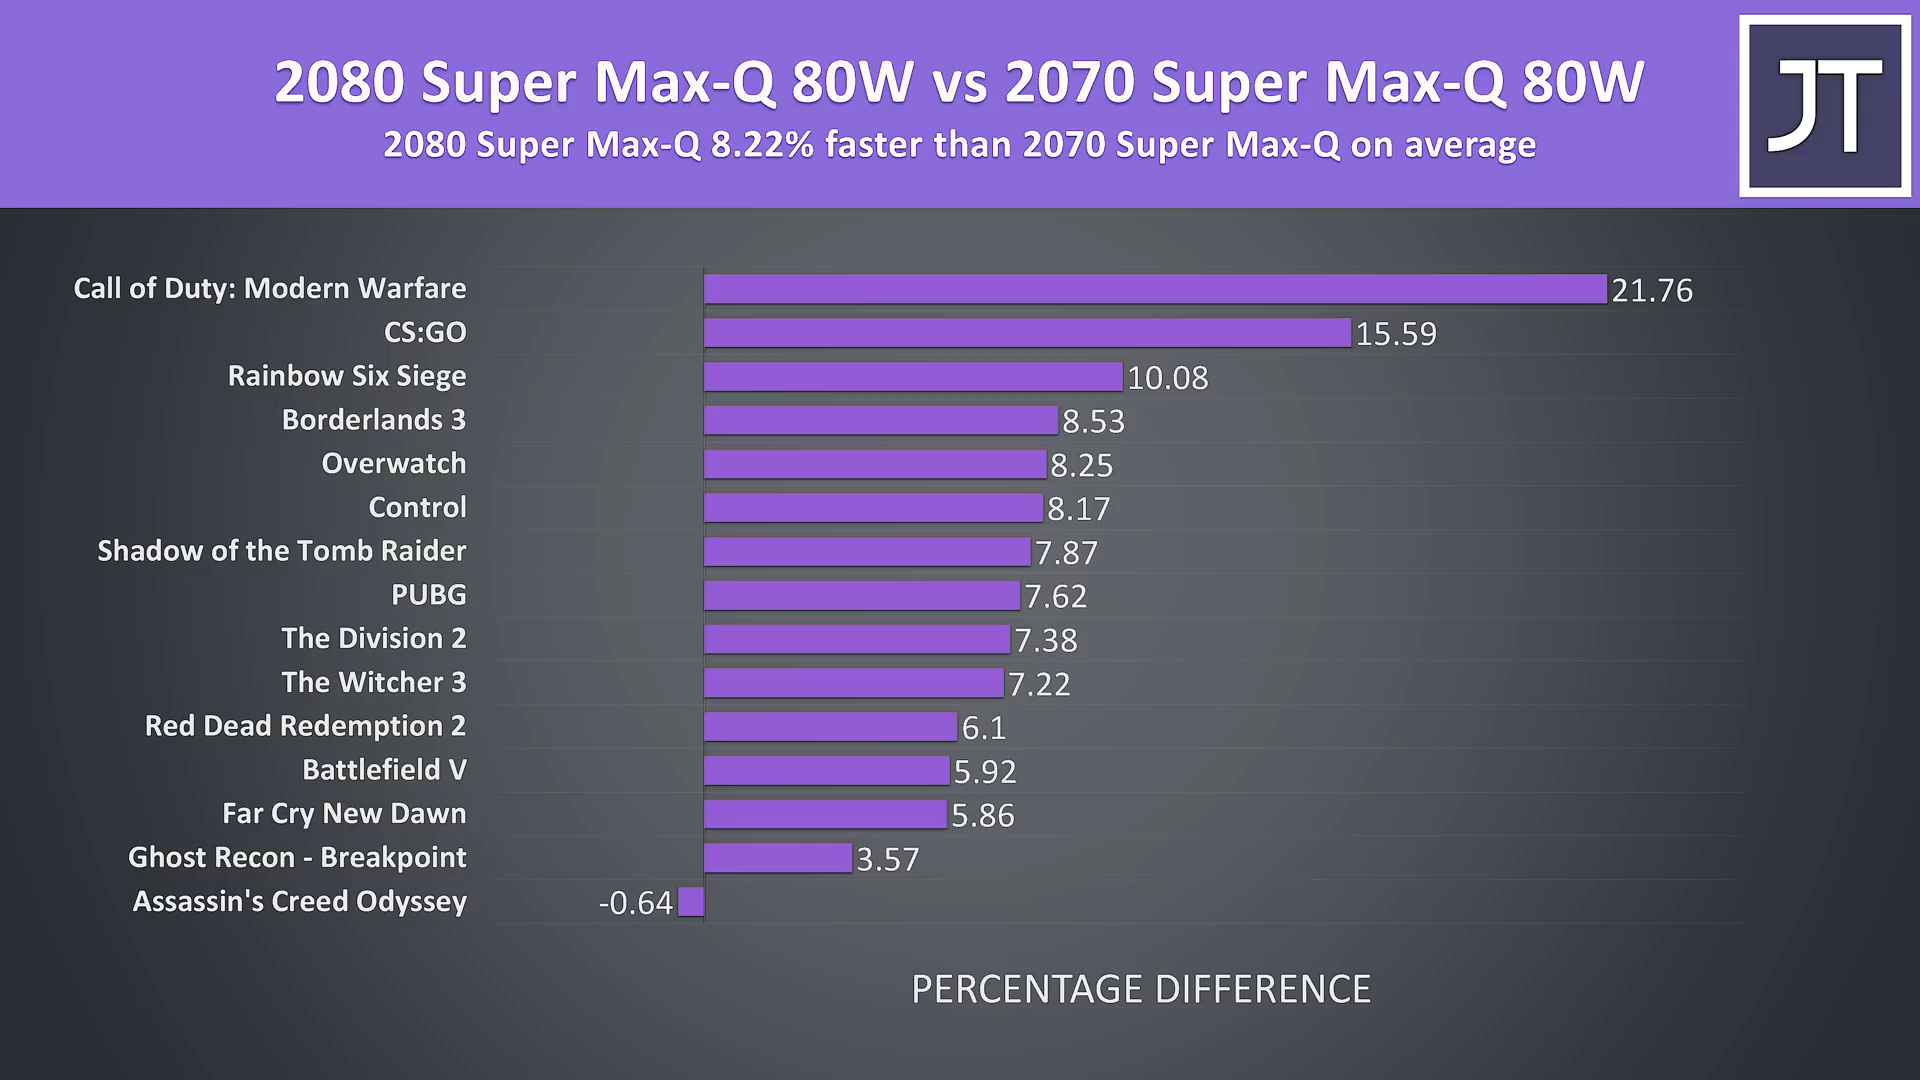 2080 Super Max-Q 80W vs 2070 Super Max-Q 80W
2080 Super Max-Q 8.22% faster than 2070 Super Max-Q on average
JT
Call of Duty: Modern Warfare 21.76
CS:GO 15.59
Rainbow Six Siege 10.08
Borderlands 3 8.53
Overwatch 8.25
Control 8.17
Shadow of the Tomb Raider 7.87
PUBG 7.62
The Division 2 7.38
The Witcher 3 7.22
Red Dead Redemption 2 6.1
Battlefield V 5.92
Far Cry New Dawn 5.86
Ghost Recon - Breakpoint 3.57
Assassin's Creed Odyssey -0.64
PERCENTAGE DIFFERENCE